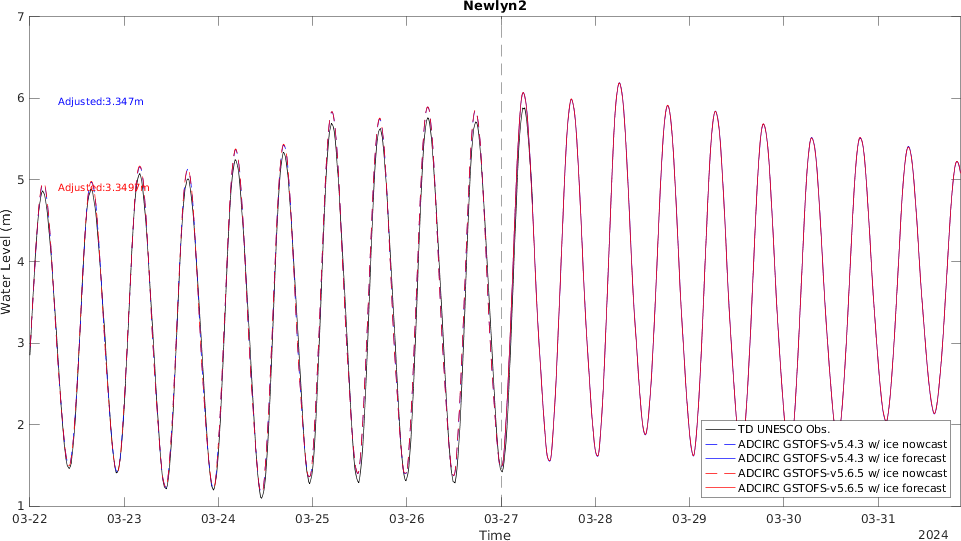 Newlyn2
7
6
5
4
3
2
1
Water Level (m)
Adjusted:3.347m
Adjusted:3.3497m
TD UNESCO Obs.
ADCIRC GSTOFS-v5.4.3 w/ ice nowcast
ADCIRC GSTOFS-v5.4.3 w/ ice forecast
ADCIRC GSTOFS-v5.6.5 w/ ice nowcast
ADCIRC GSTOFS-v5.6.5 w/ ice forecast
03-22 03-23 03-24 03-25 03-26 03-27 03-28 03-29 03-30 03-31
Time
2024